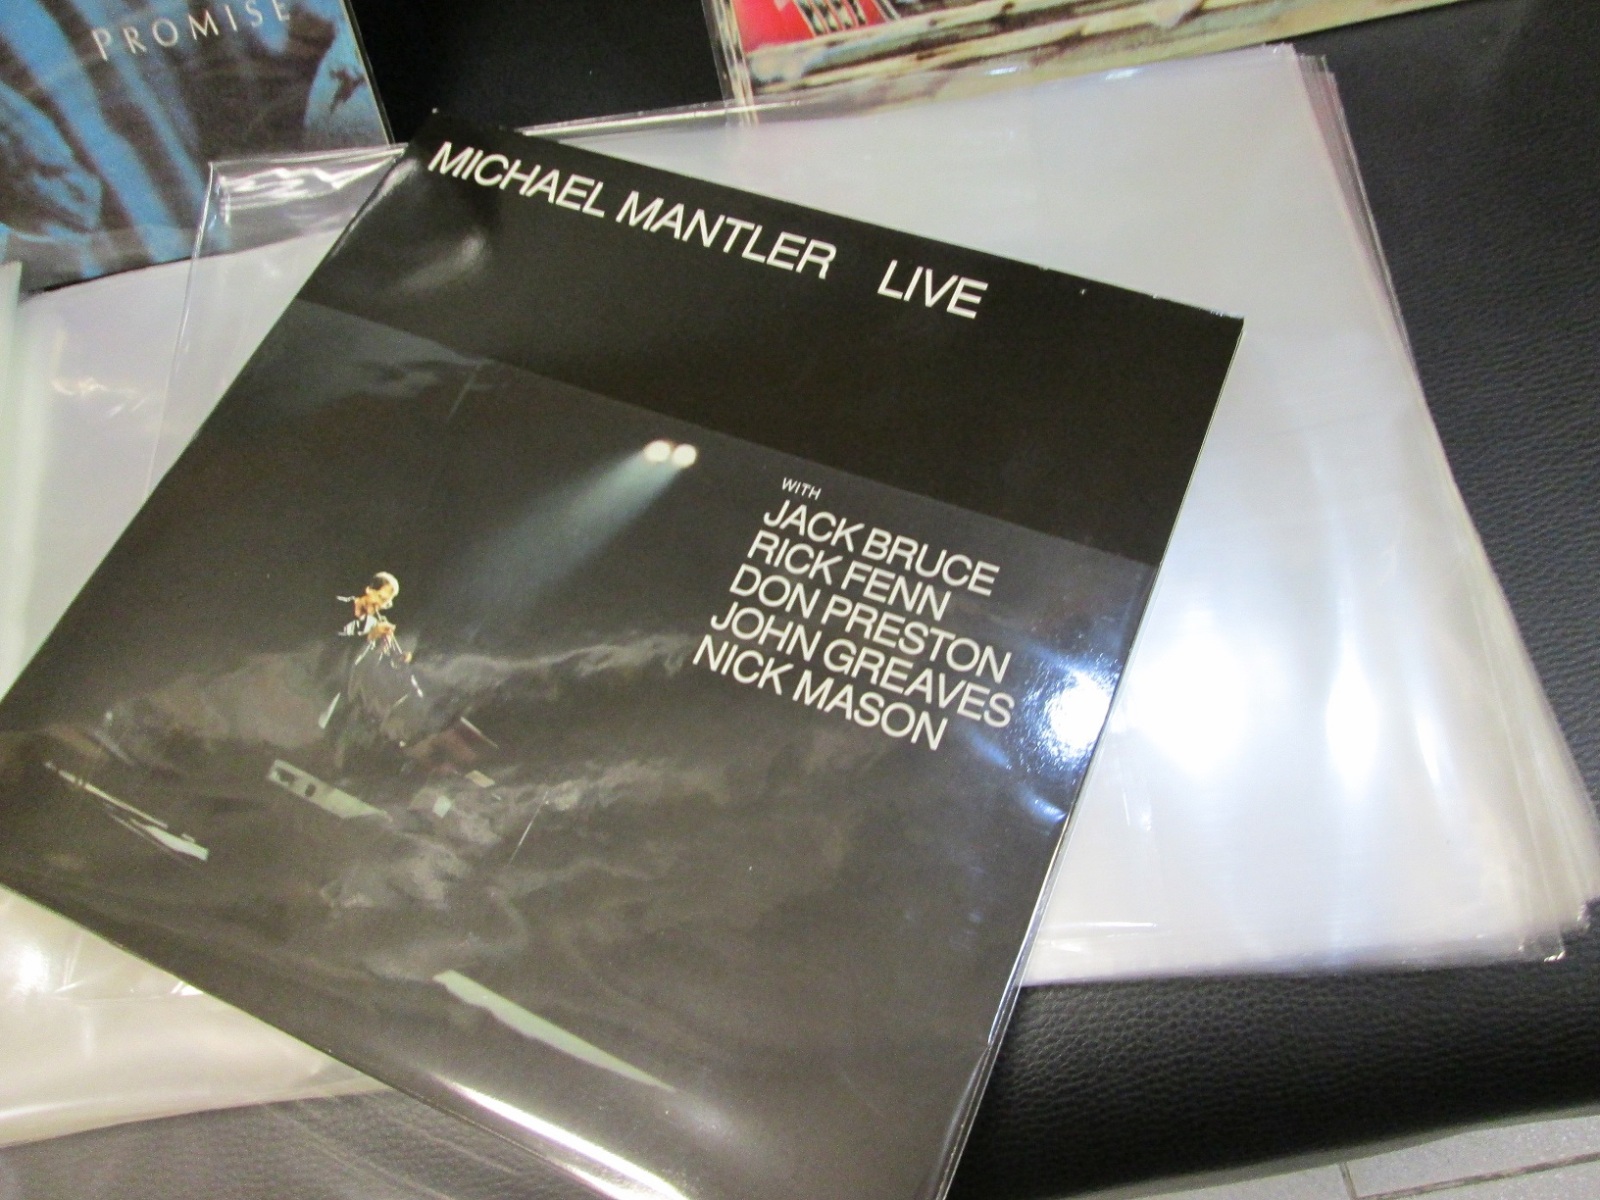 PROMISE
MICHAEL MANTLER LIVE
WITH
JACK BRUCE
RICK FENN
DON PRESTON
JOHN GREAVES
NICK MASON